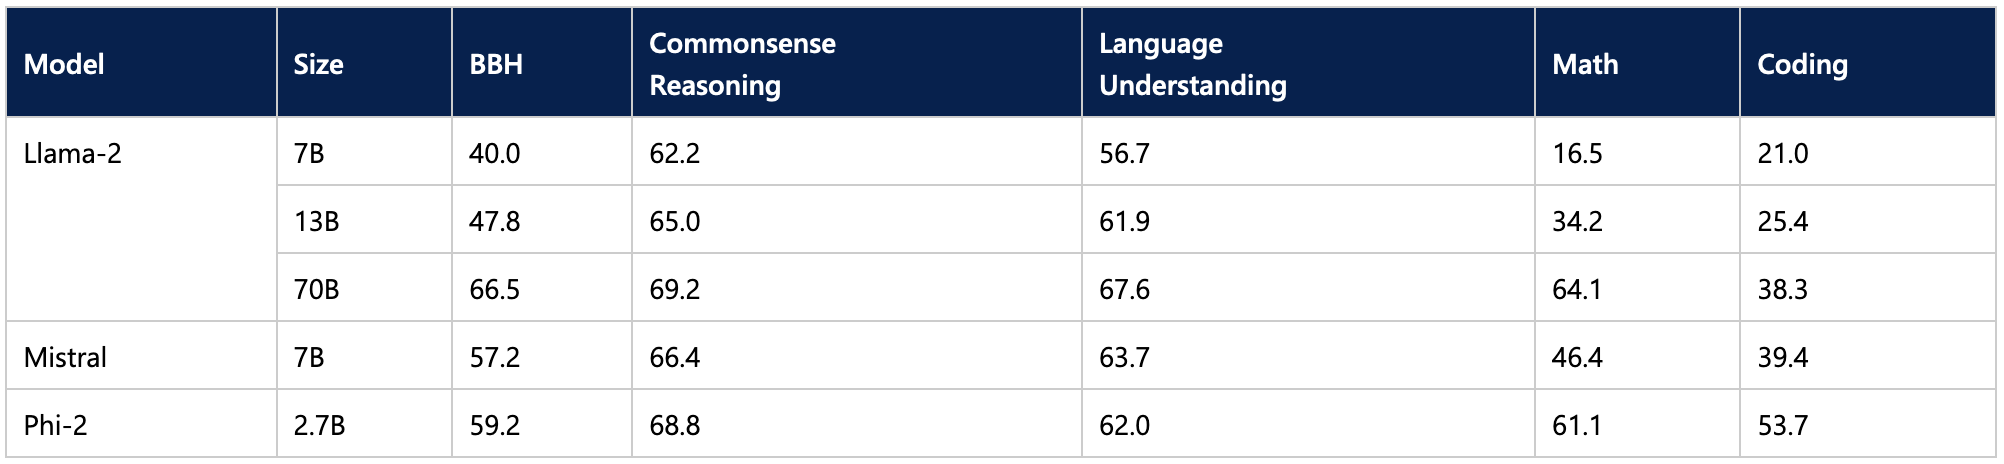 Model Size BBH Commonsense Reasoning Language Understanding Math Coding
Llama-2 7B 40.0 62.2 56.7 16.5 21.0
13B 47.8 65.0 61.9 34.2 25.4
70B 66.5 69.2 67.6 64.1 38.3
Mistral 7B 57.2 66.4 63.7 46.4 39.4
Phi-2 2.7B 59.2 68.8 62.0 61.1 53.7